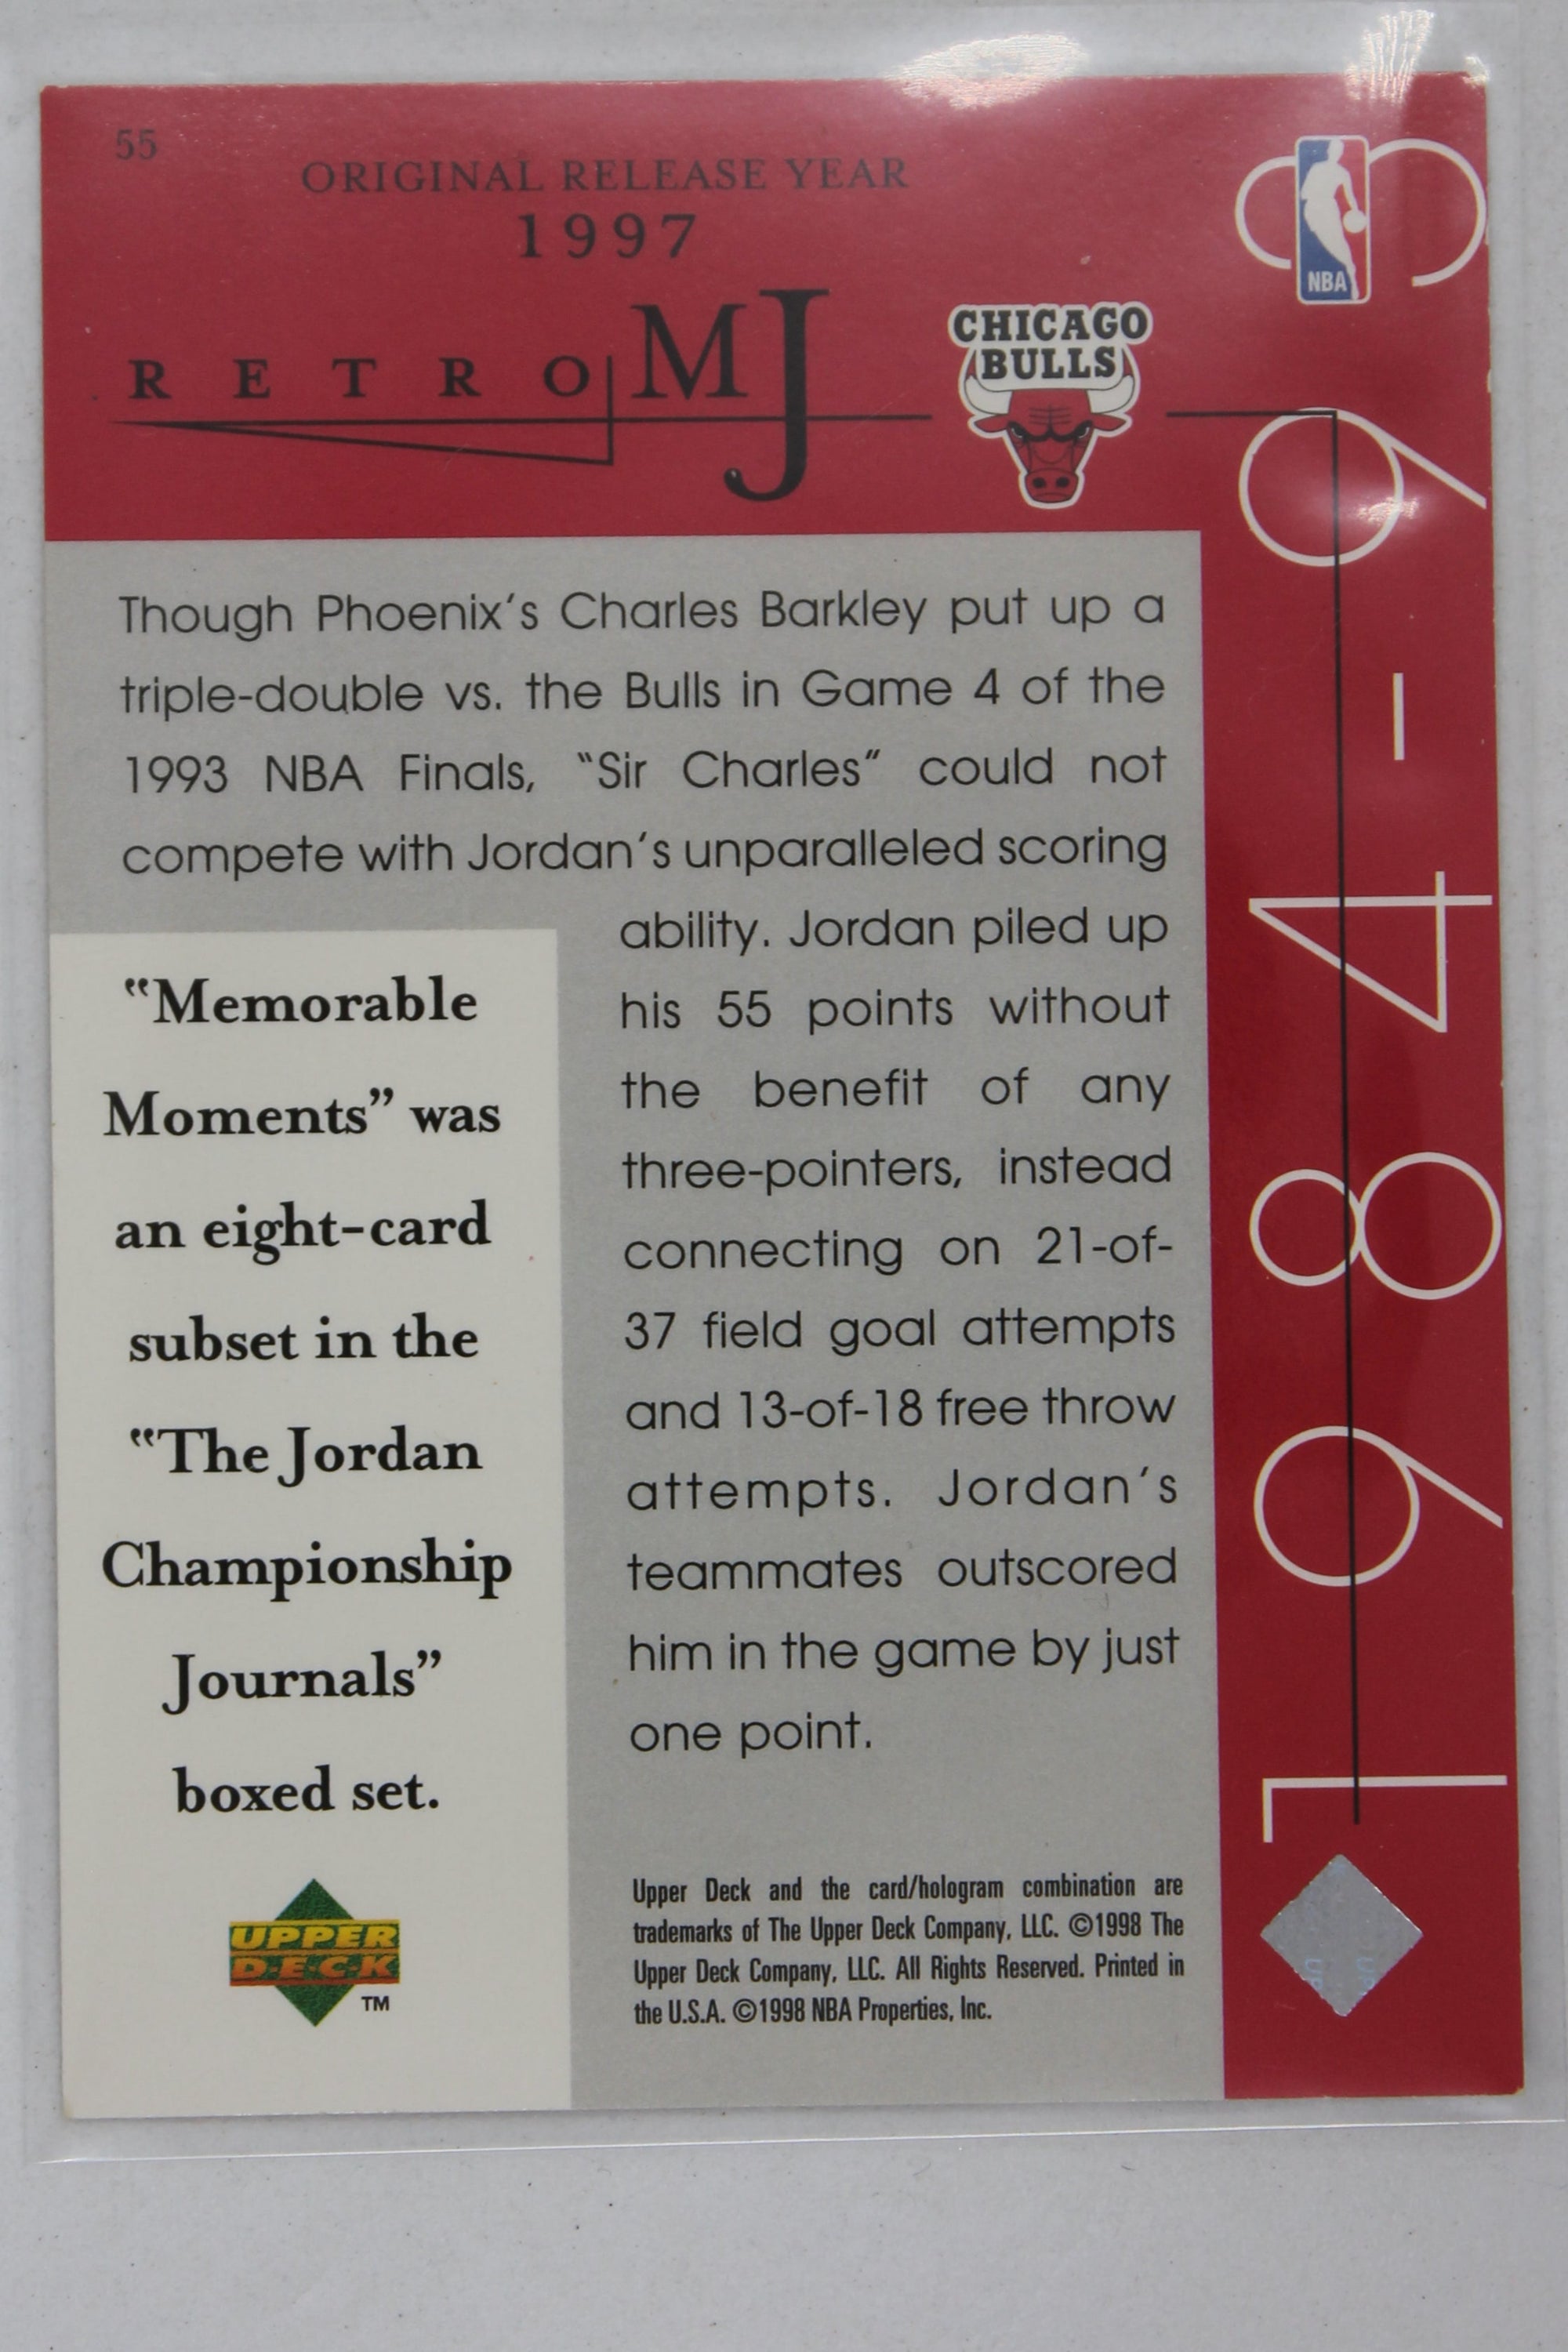 55
ORIGINAL RELEASE YEAR
1997
RETRO MJ
CHICAGO
BULLS
NBA
1984-93
Though Phoenix's Charles Barkley put up a
triple-double vs. the Bulls in Game 4 of the
1993 NBA Finals, "Sir Charles" could not
compete with Jordan's unparalleled scoring
ability. Jordan piled up
his 55 points without
the benefit of any
three-pointers, instead
connecting on 21-of-
37 field goal attempts
and 13-of-18 free throw
attempts. Jordan's
teammates outscored
him in the game by just
one point.
"Memorable
Moments" was
an eight-card
subset in the
"The Jordan
Championship
Journals"
boxed set.
UPPER
DECK
TM
Upper Deck and the card/hologram combination are
trademarks of The Upper Deck Company, LLC. ©1998 The
Upper Deck Company, LLC. All Rights Reserved. Printed in
the U.S.A. ©1998 NBA Properties, Inc.